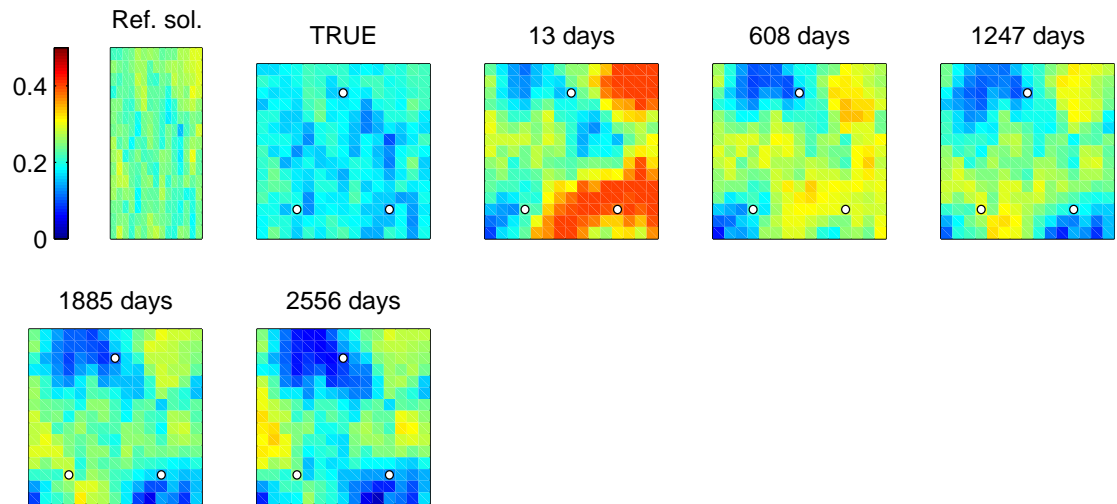 Ref. sol.
TRUE
13 days
608 days
1247 days
0.4
0.2
0
1885 days
2556 days